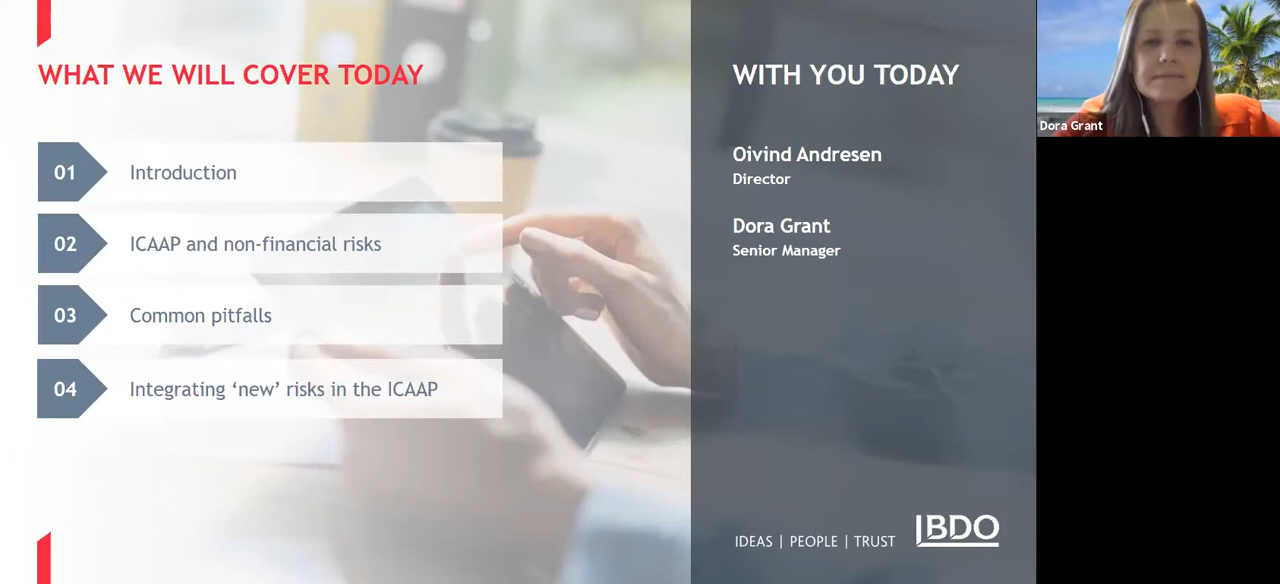 WHAT WE WILL COVER TODAY
01 Introduction
02 ICAAP and non-financial risks
03 Common pitfalls
04 Integrating ‘new’ risks in the ICAAP
WITH YOU TODAY
Oivind Andresen
Director
Dora Grant
Senior Manager
IDEAS | PEOPLE | TRUST
BDO
Dora Grant